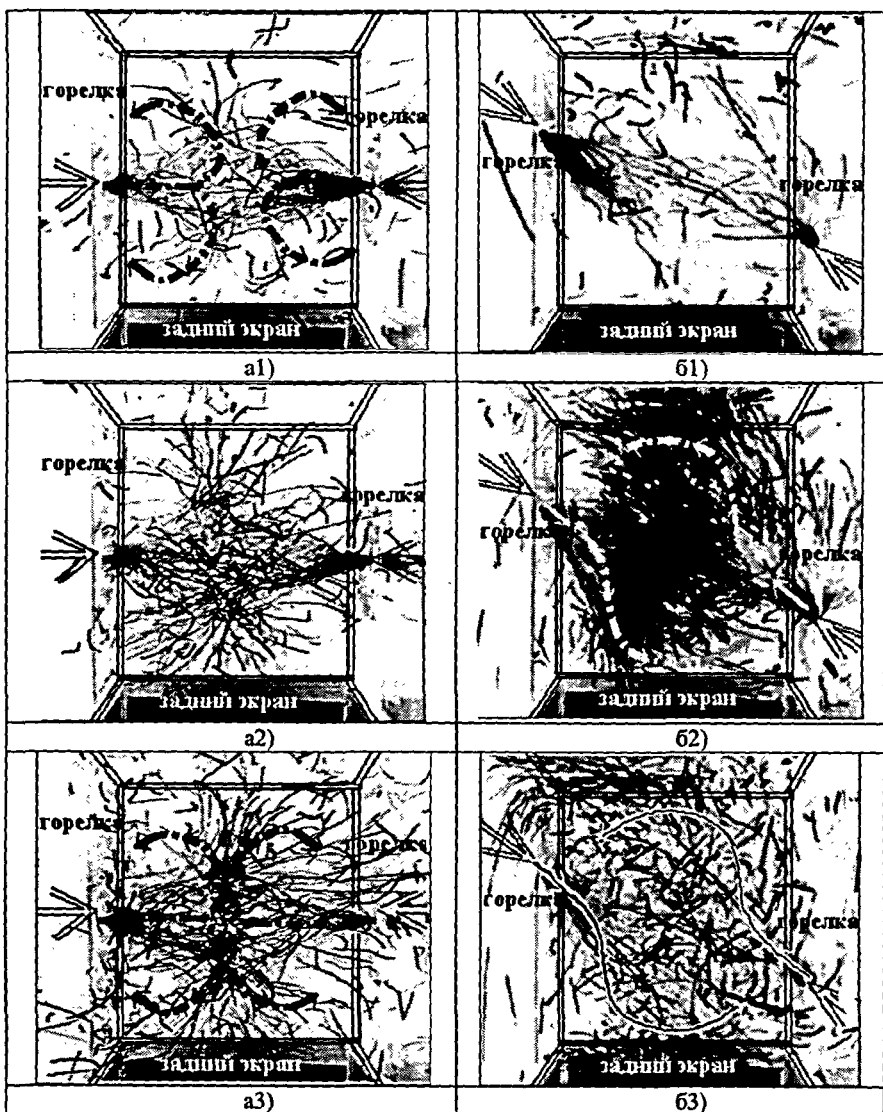 горелка
горелка
задний экран
а1)
горелка
горелка
задний экран
б1)
горелка
горелка
задний экран
а2)
горелка
горелка
задний экран
б2)
горелка
горелка
задний экран
а3)
горелка
горелка
задний экран
б3)